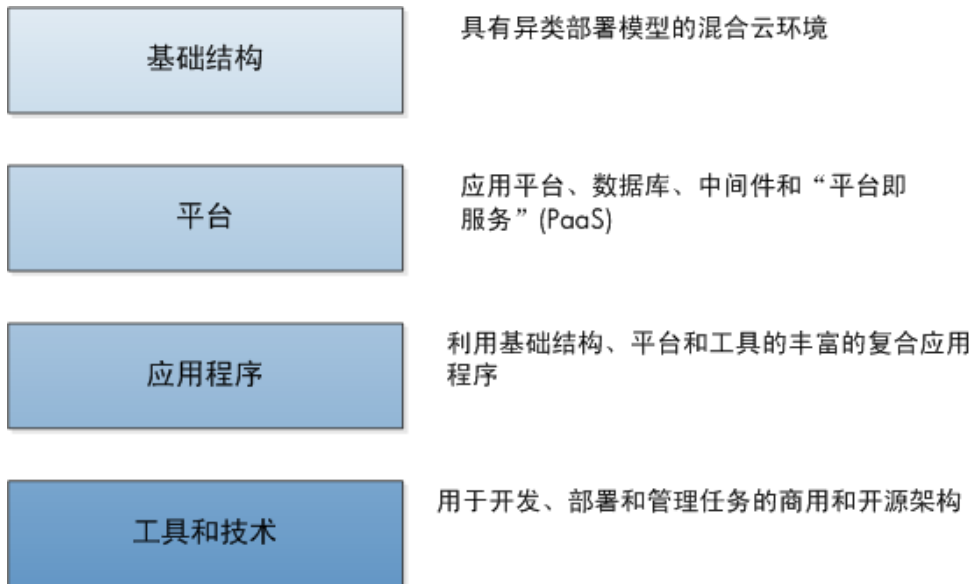 基础结构
具有异类部署模型的混合云环境
平台
应用平台、数据库、中间件和“平台即
服务”(PaaS)
应用程序
利用基础结构、平台和工具的丰富的复合应用
程序
工具和技术
用于开发、部署和管理任务的商用和开源架构